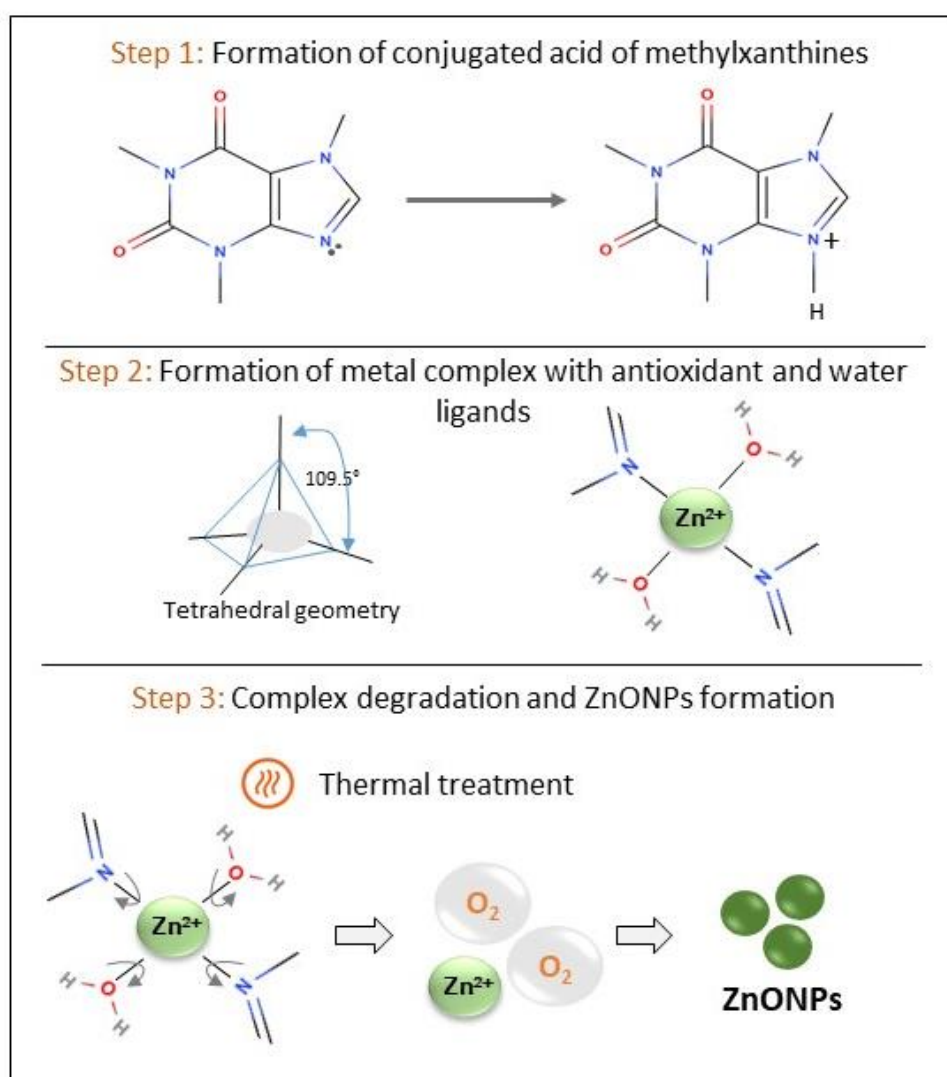 Step 1: Formation of conjugated acid of methylxanthines
O
N
N
O
N
N
O
N
N
O
N
N
+
H
Step 2: Formation of metal complex with antioxidant and water
ligands
109.5°
Tetrahedral geometry
H
O
H
N
Zn²⁺
H
O
H
N
Step 3: Complex degradation and ZnONPs formation
Thermal treatment
H
O
H
N
Zn²⁺
H
O
H
N
O₂
O₂
Zn²⁺
ZnONPs